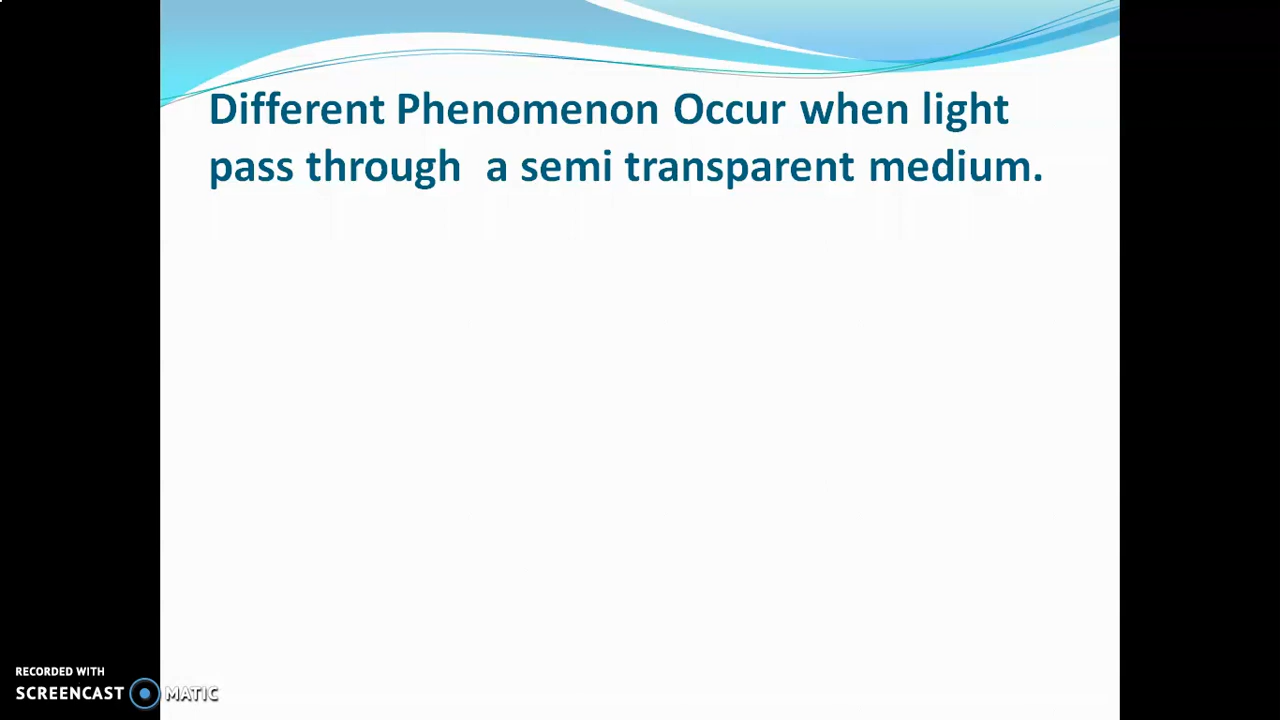 Different Phenomenon Occur when light
pass through a semi transparent medium.
RECORDED WITH
SCREENCAST MATIC